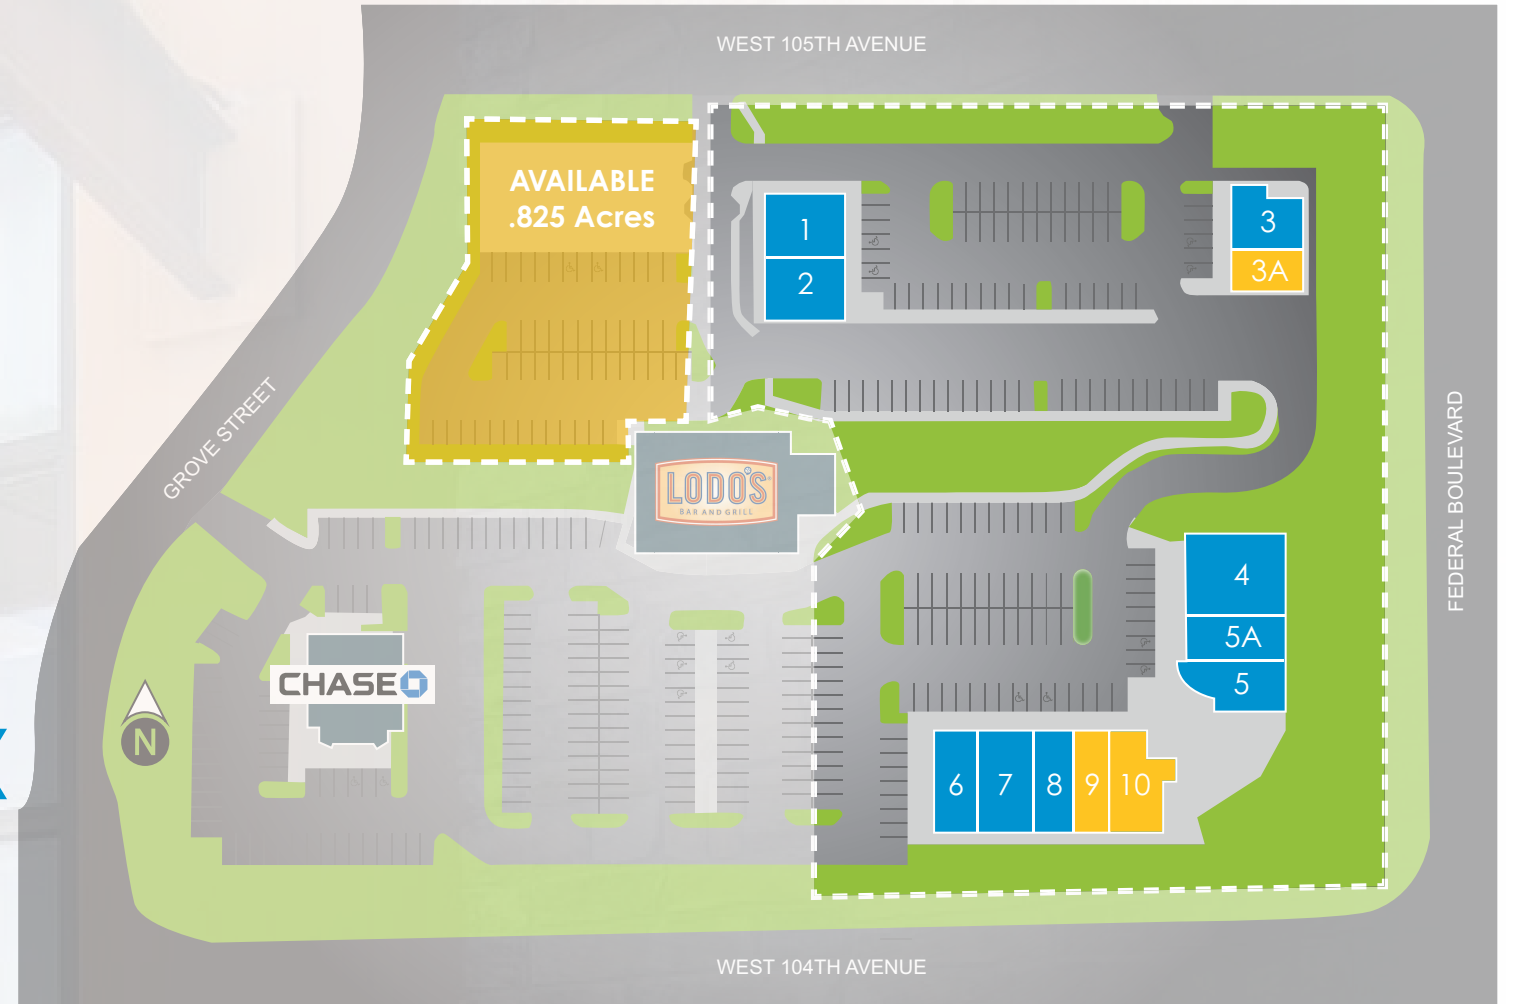 WEST 105TH AVENUE
AVAILABLE
.825 Acres
1
2
3
3A
GROVE STREET
FEDERAL BOULEVARD
LODO'S
BAR AND GRILL
4
5A
5
CHASE
N
6
7
8
9
10
WEST 104TH AVENUE